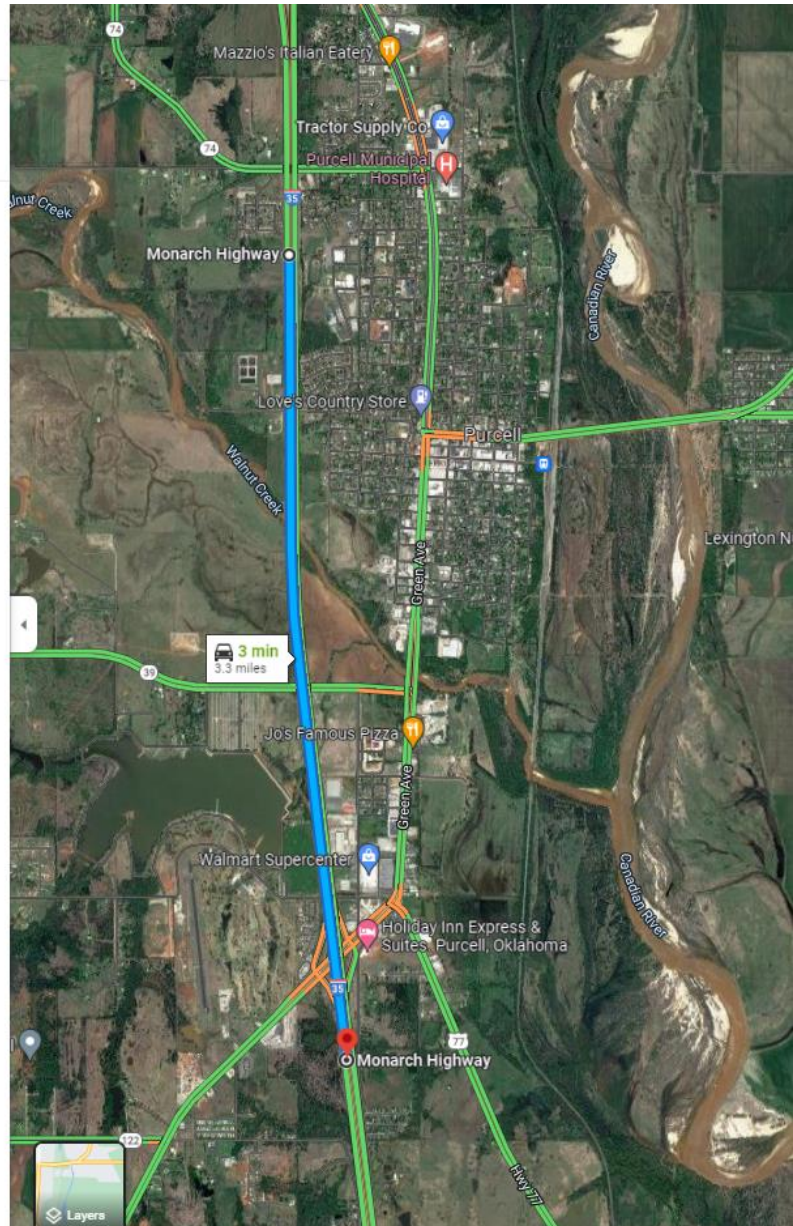 74
Mazzio's Italian Eatery
Tractor Supply Co
74
Purcell Municipal
Hospital
35
Walnut Creek
Monarch Highway
Canadian River
Love's Country Store
Purcell
Walnut Creek
Lexington
Green Ave
3 min
3.3 miles
39
Jo's Famous Pizza
Green Ave
Walmart Supercenter
Canadian River
Holiday Inn Express &
Suites, Purcell, Oklahoma
35
77
Monarch Highway
122
Hwy 77
Layers